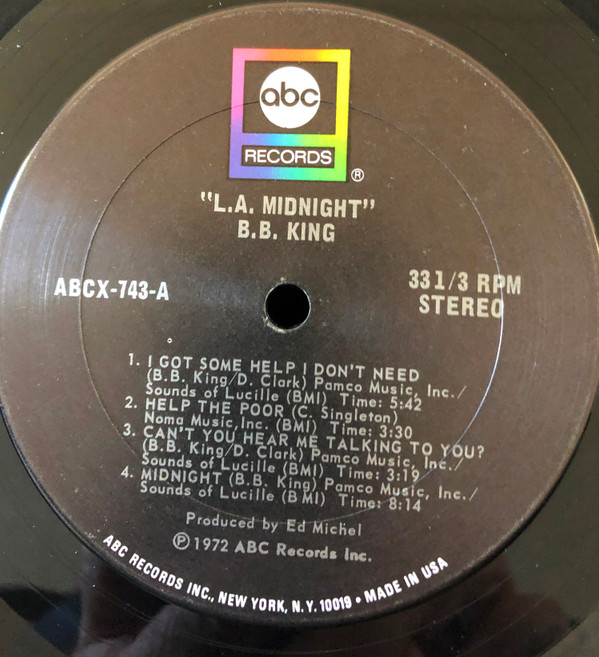 abc
RECORDS
®
"L.A. MIDNIGHT"
B.B. KING
ABCX-743-A
33 1/3 RPM
STEREO
1. I GOT SOME HELP I DON'T NEED
(B.B. King/D. Clark) Pamco Music, Inc./
Sounds of Lucille (BMI) Time: 5:42
2. HELP THE POOR (C. Singleton)
Noma Music, Inc. (BMI) Time: 3:30
3. CAN'T YOU HEAR ME TALKING TO YOU?
(B.B. King/D. Clark) Pamco Music, Inc./
Sounds of Lucille (BMI) Time: 3:19
4. MIDNIGHT (B.B. King) Pamco Music, Inc./
Sounds of Lucille (BMI) Time: 8:14
Produced by Ed Michel
℗ 1972 ABC Records Inc.
ABC RECORDS INC., NEW YORK, N.Y. 10019 • MADE IN USA